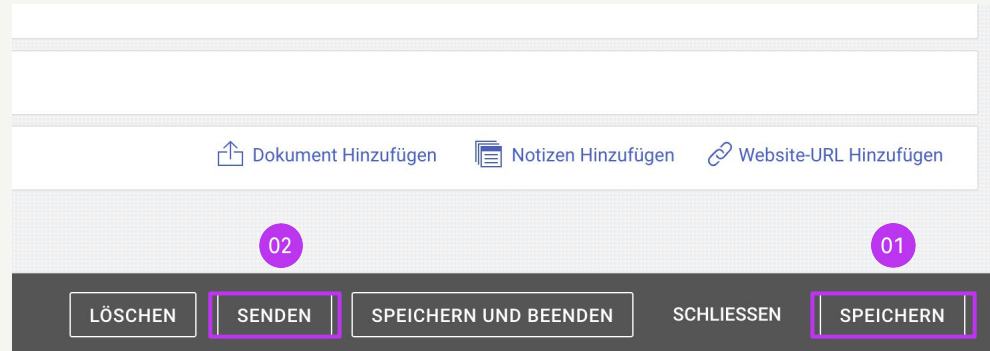 Dokument Hinzufügen Notizen Hinzufügen Website-URL Hinzufügen
02 01
LÖSCHEN SENDEN SPEICHERN UND BEENDEN SCHLIESSEN SPEICHERN